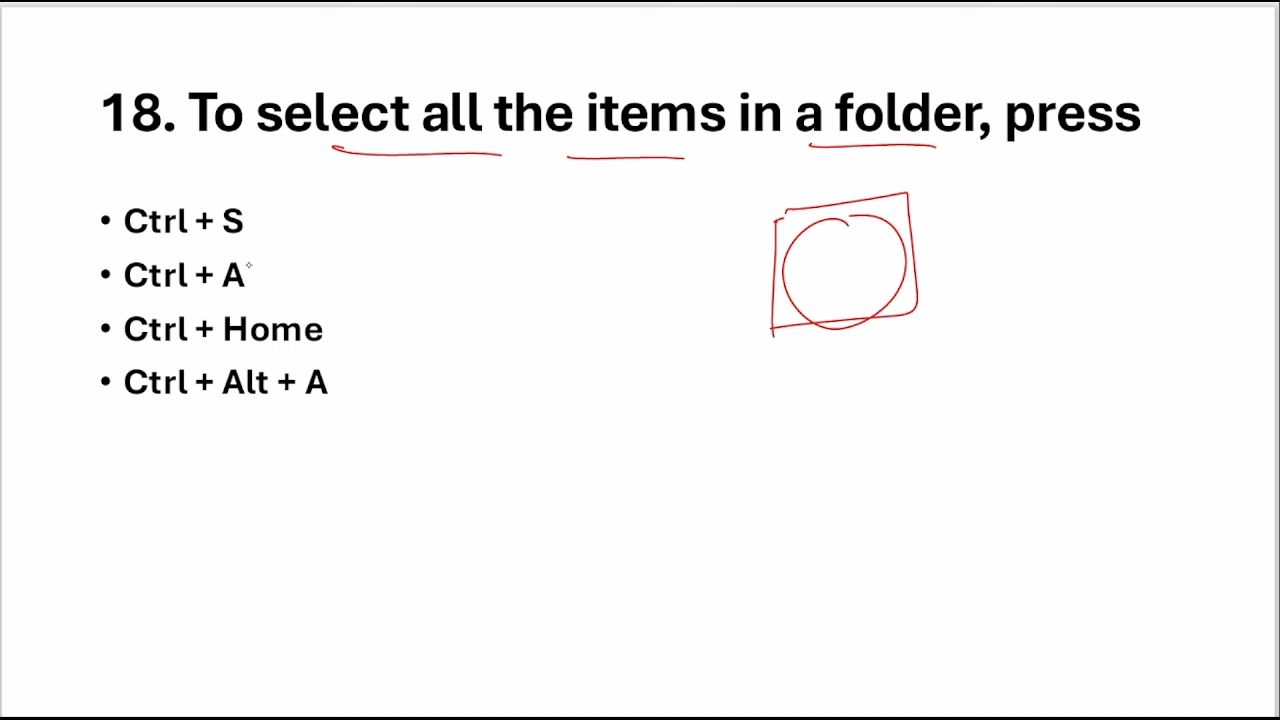 18. To select all the items in a folder, press
• Ctrl + S
• Ctrl + A
• Ctrl + Home
• Ctrl + Alt + A